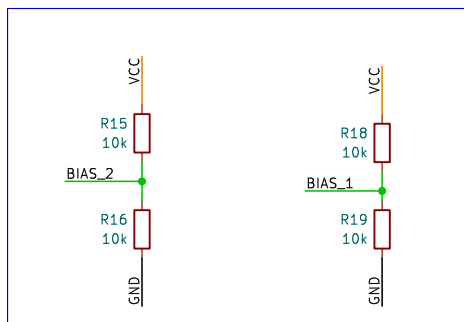 VCC
R15
10k
BIAS_2
R16
10k
GND
VCC
R18
10k
BIAS_1
R19
10k
GND